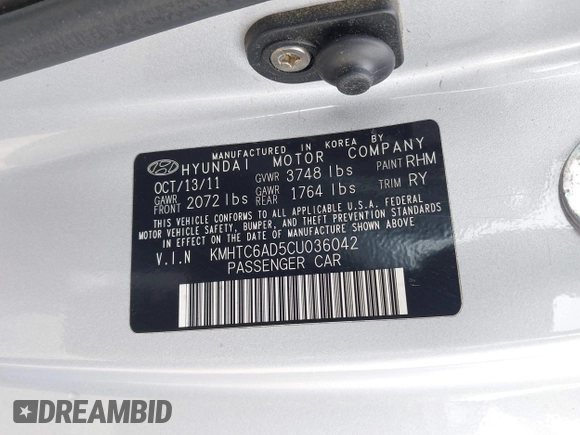 MANUFACTURED IN KOREA BY
HYUNDAI MOTOR COMPANY
OCT/13/11 GVWR 3748 lbs PAINT RHM
GAWR FRONT 2072 lbs GAWR REAR 1764 lbs TRIM RY
THIS VEHICLE CONFORMS TO ALL APPLICABLE U.S.A. FEDERAL
MOTOR VEHICLE SAFETY, BUMPER, AND THEFT PREVENTION STANDARDS
IN EFFECT ON THE DATE OF MANUFACTURE SHOWN ABOVE.
V.I.N KMHTC6AD5CU036042
PASSENGER CAR
DREAMBID